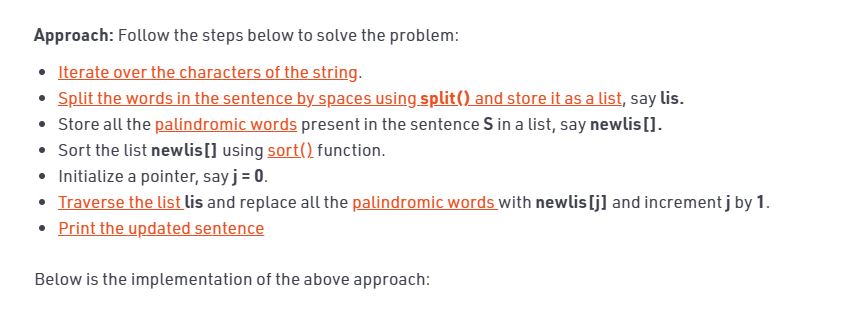 Approach: Follow the steps below to solve the problem:
• Iterate over the characters of the string.
• Split the words in the sentence by spaces using split() and store it as a list, say lis.
• Store all the palindromic words present in the sentence S in a list, say newlis[].
• Sort the list newlis[] using sort() function.
• Initialize a pointer, say j = 0.
• Traverse the list lis and replace all the palindromic words with newlis[j] and increment j by 1.
• Print the updated sentence
Below is the implementation of the above approach: